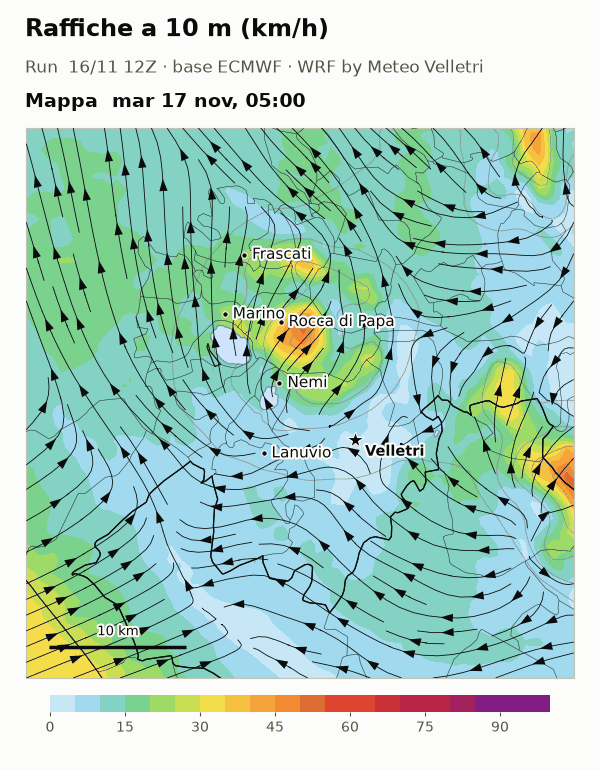 Raffiche a 10 m (km/h)
Run  16/11 12Z · base ECMWF · WRF by Meteo Velletri
Mappa  mar 17 nov, 05:00
Frascati
Marino
Rocca di Papa
Nemi
Velletri
Lanuvio
10 km
0 15 30 45 60 75 90